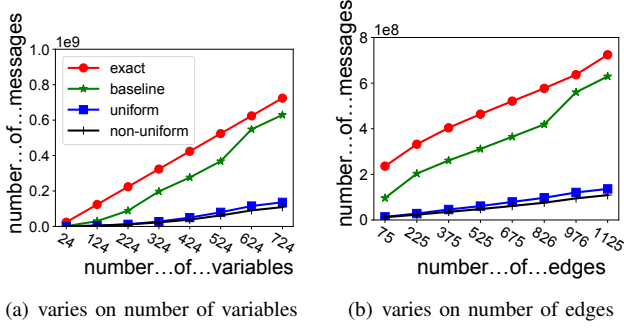 1e9
1.0
0.8
0.6
0.4
0.2
0.0
number...of...messages
exact
baseline
uniform
non-uniform
24 124 224 324 424 524 624 724
number...of...variables
(a) varies on number of variables
1e8
8
6
4
2
0
number...of...messages
75 225 375 525 675 826 976 1125
number...of...edges
(b) varies on number of edges